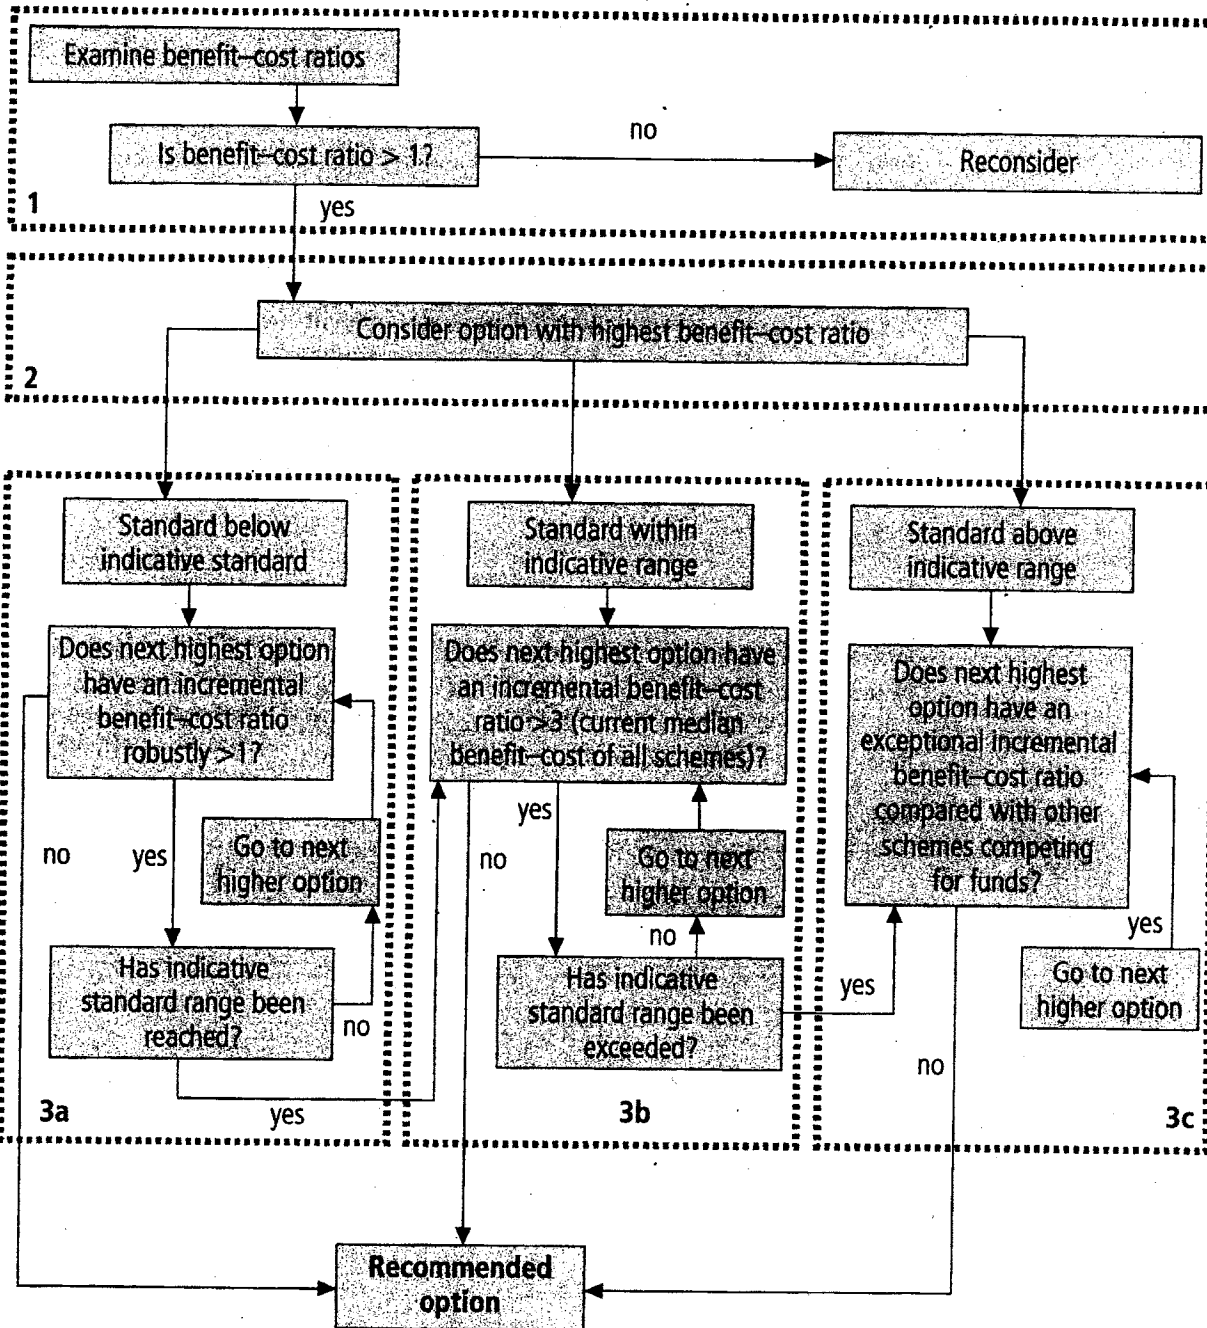 Examine benefit–cost ratios
Is benefit–cost ratio > 1?
no
Reconsider
yes
1
Consider option with highest benefit–cost ratio
2
Standard below
indicative standard
Does next highest option
have an incremental
benefit–cost ratio
robustly >1?
no
yes
Go to next
higher option
Has indicative
standard range been
reached?
no
yes
3a
Standard within
indicative range
Does next highest option have
an incremental benefit–cost
ratio >3 (current median
benefit–cost of all schemes)?
no
yes
Go to next
higher option
no
Has indicative
standard range been
exceeded?
yes
3b
Standard above
indicative range
Does next highest
option have an
exceptional incremental
benefit–cost ratio
compared with other
schemes competing
for funds?
yes
Go to next
higher option
no
3c
Recommended
option